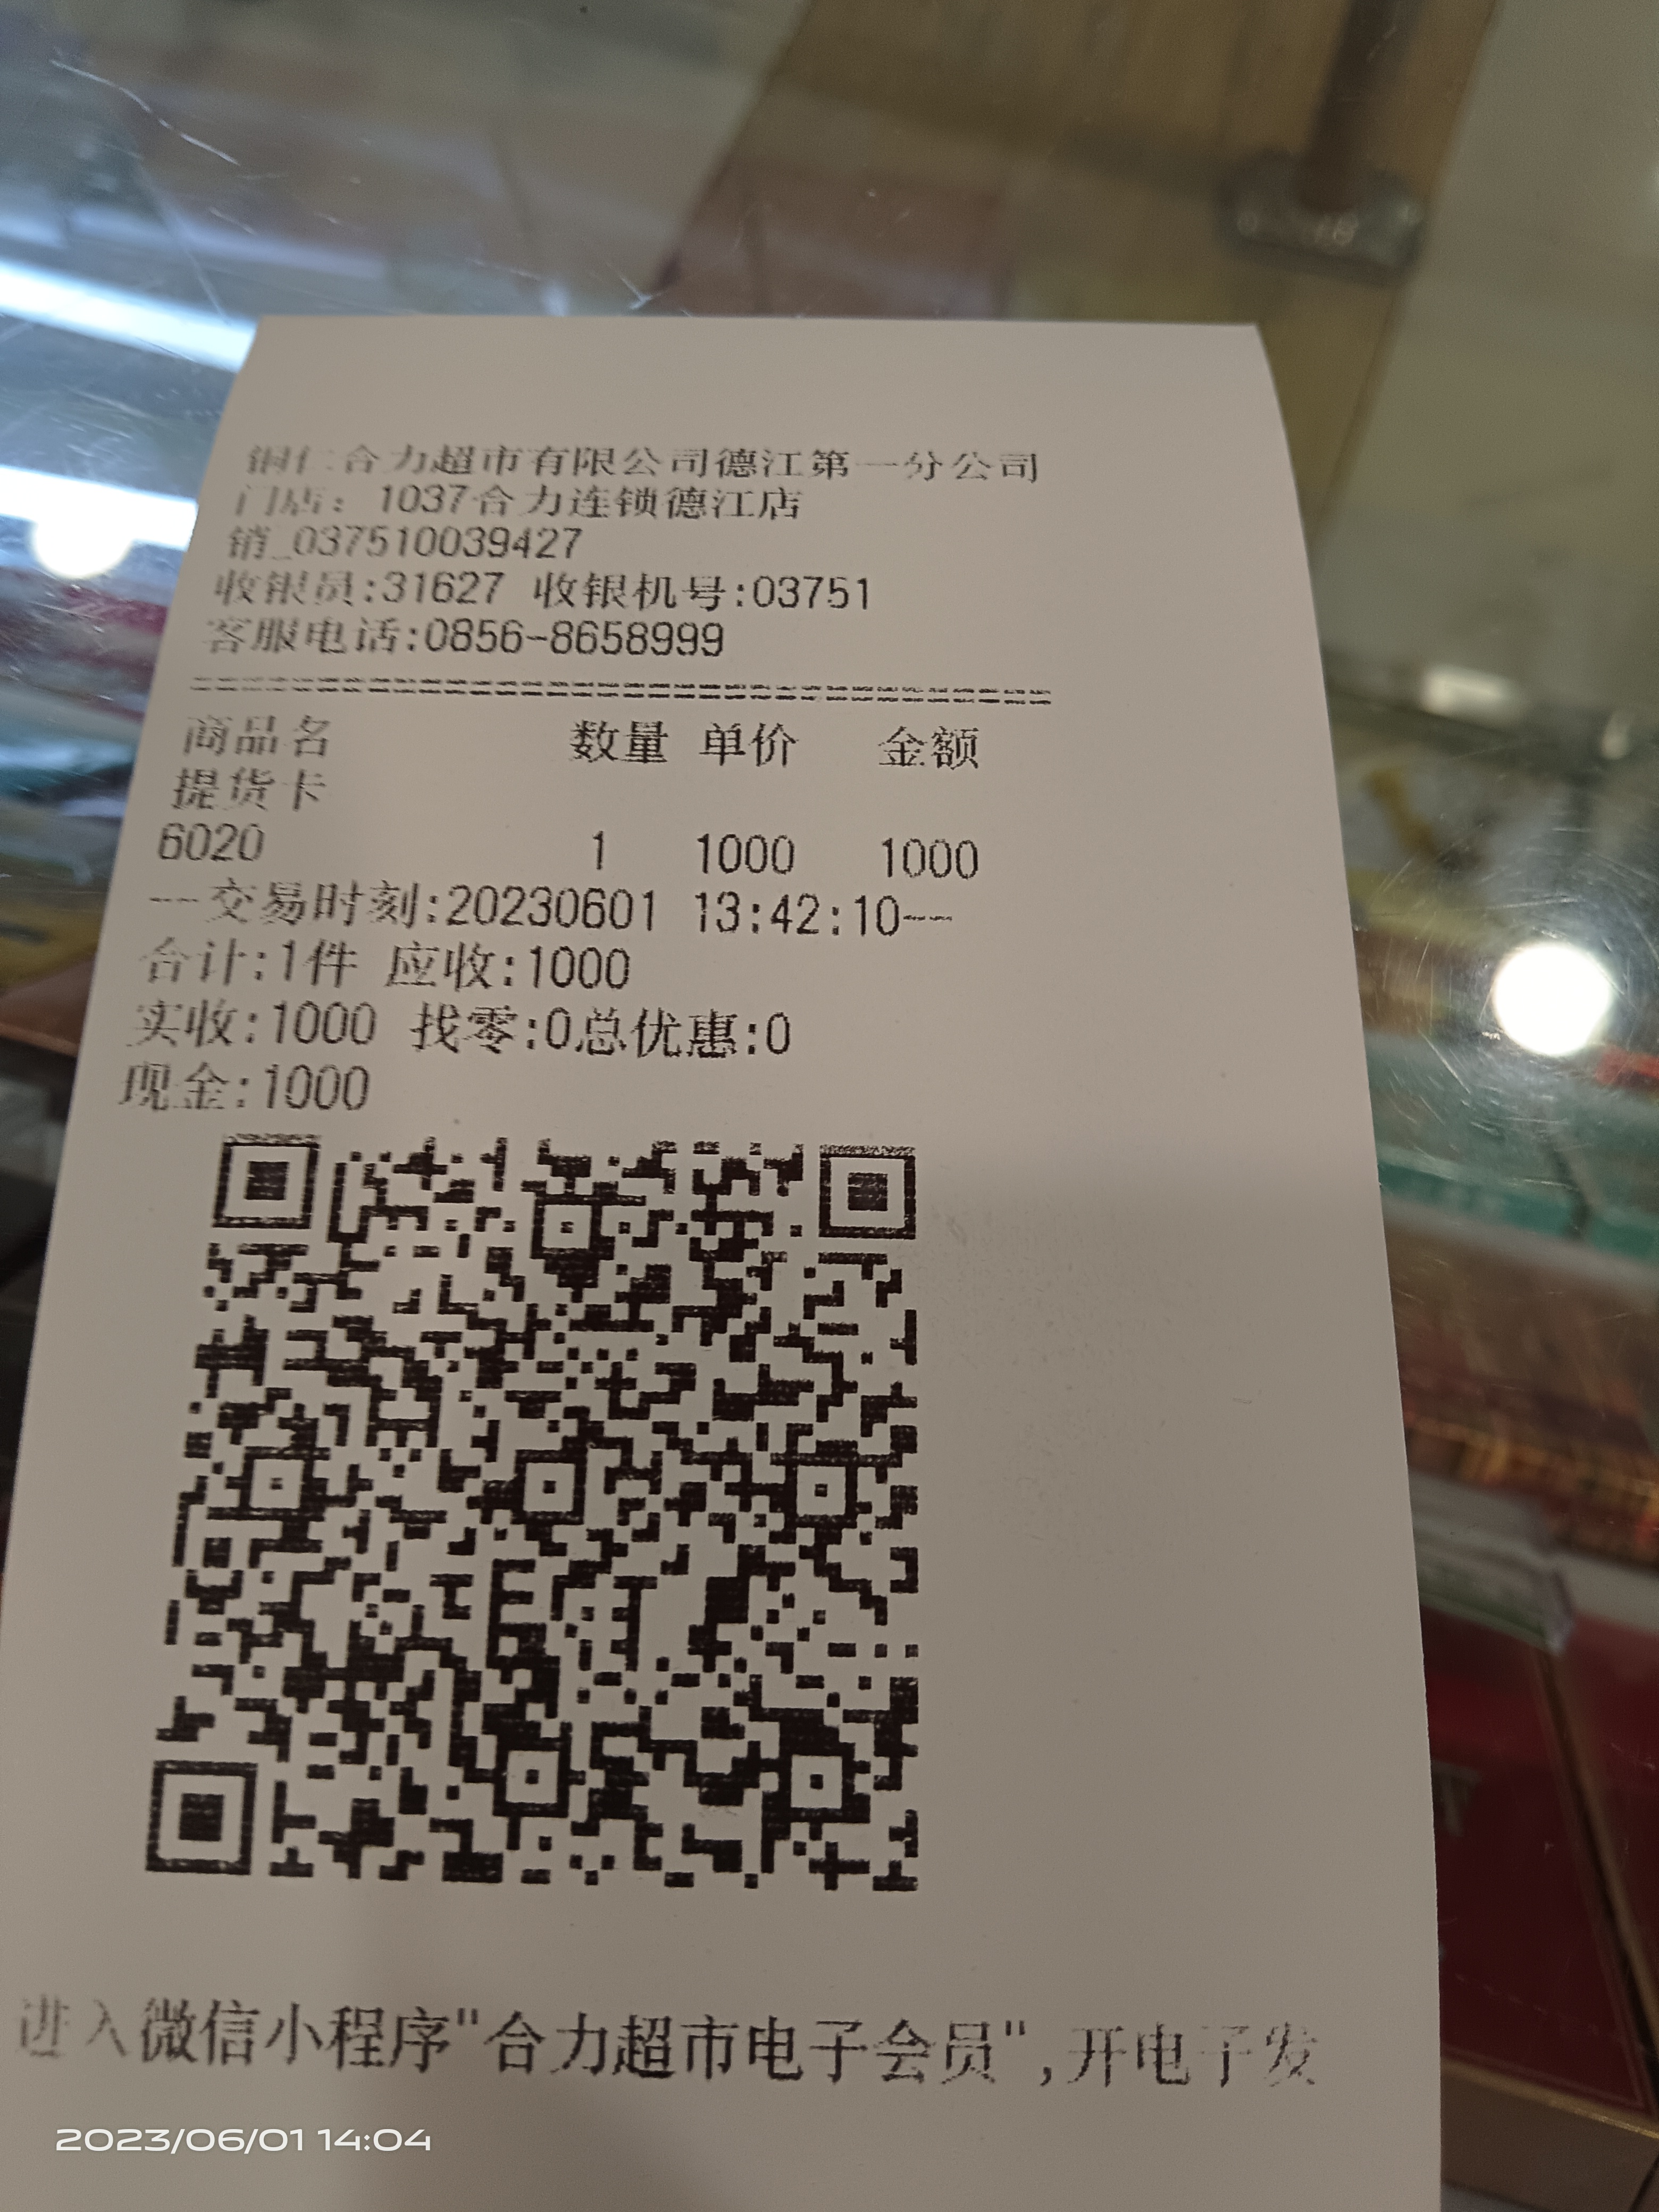 铜仁合力超市有限公司德江第一分公司
门店：1037合力连锁德江店
销_037510039427
收银员:31627 收银机号:03751
客服电话:0856-8658999
商品名 数量 单价 金额
提货卡
6020 1 1000 1000
--交易时刻:20230601 13:42:10--
合计:1件 应收:1000
实收:1000 找零:0总优惠:0
现金:1000
进入微信小程序"合力超市电子会员",开电子发
2023/06/01 14:04